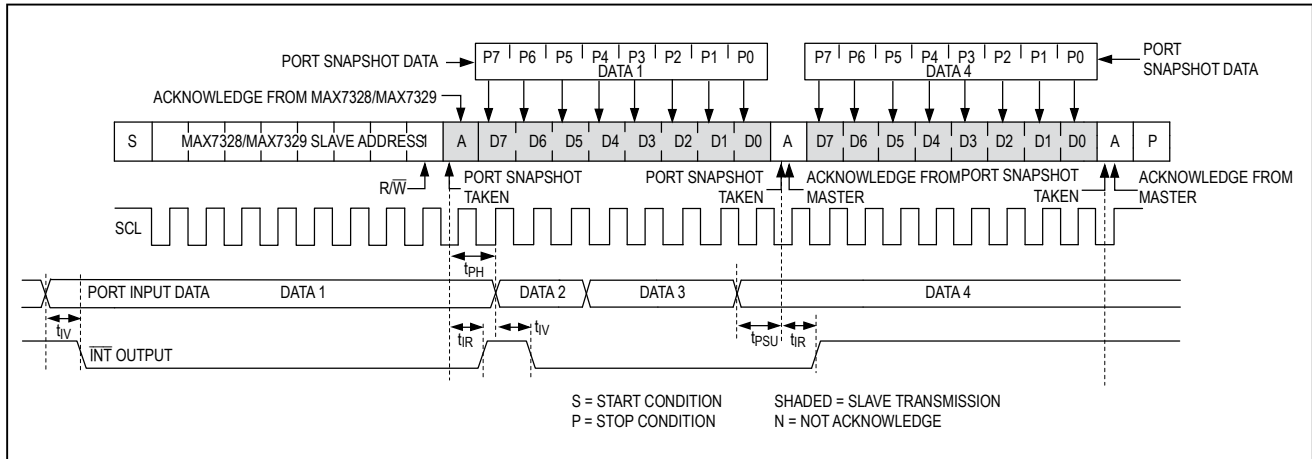 PORT SNAPSHOT DATA
P7 P6 P5 P4 P3 P2 P1 P0
DATA 1
P7 P6 P5 P4 P3 P2 P1 P0
DATA 4
PORT
SNAPSHOT DATA
ACKNOWLEDGE FROM MAX7328/MAX7329
S MAX7328/MAX7329 SLAVE ADDRESS 1 A D7 D6 D5 D4 D3 D2 D1 D0 A D7 D6 D5 D4 D3 D2 D1 D0 A P
R/W
PORT SNAPSHOT
TAKEN
PORT SNAPSHOT
TAKEN
ACKNOWLEDGE FROM
MASTER
PORT SNAPSHOT
TAKEN
ACKNOWLEDGE FROM
MASTER
SCL
tPH
PORT INPUT DATA DATA 1 DATA 2 DATA 3 DATA 4
tIV
tIR
tIV
tPSU
tIR
INT OUTPUT
S = START CONDITION SHADED = SLAVE TRANSMISSION
P = STOP CONDITION N = NOT ACKNOWLEDGE